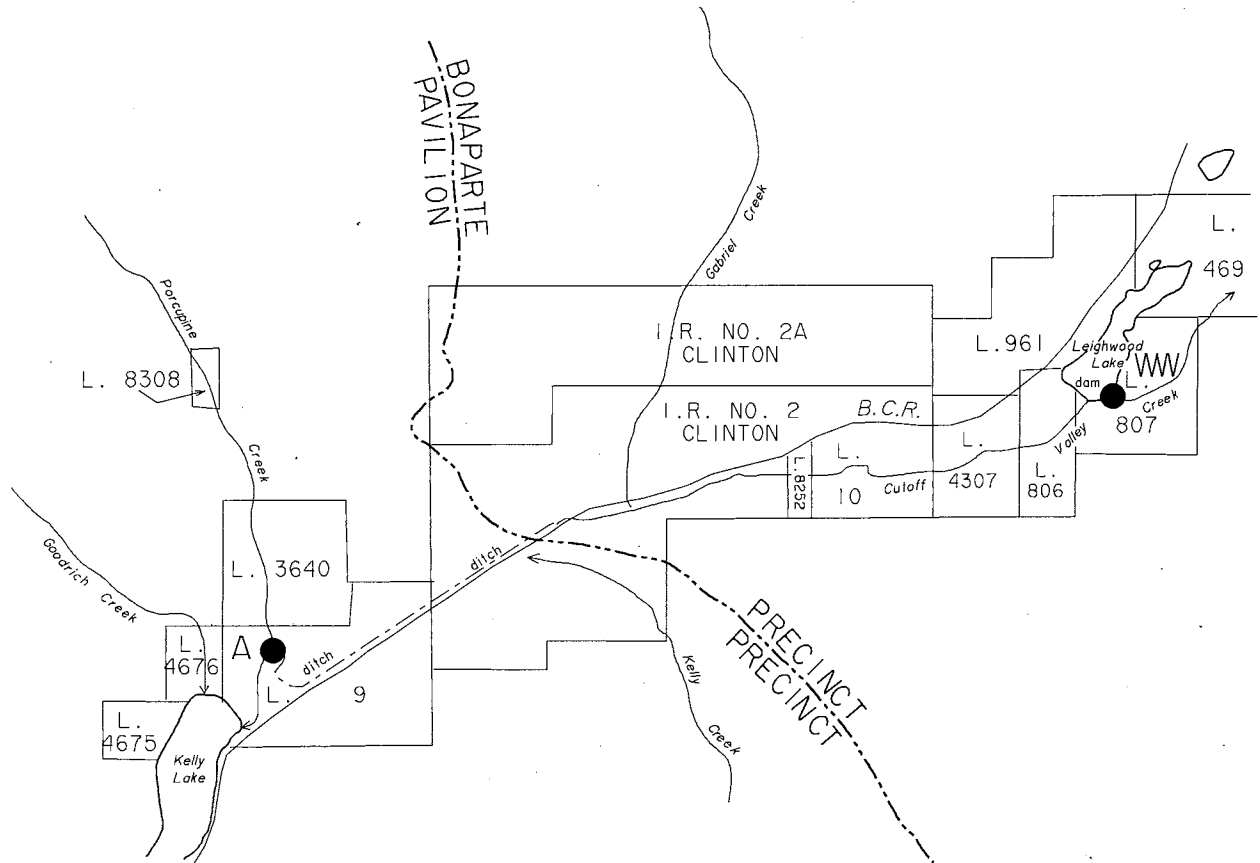 BONAPARTE
PAVILION
Gabriel Creek
Porcupine
Creek
L. 8308
L.
469
I.R. NO. 2A
CLINTON
L.961
Leighwood
Lake
dam
L.
WW
807
Creek
Valley
I.R. NO. 2
CLINTON
B.C.R.
L. 8252
L.
10
Cutoff
L.
4307
L.
806
Goodrich
Creek
L. 3640
ditch
PRECINCT
PRECINCT
L.
4676
A
ditch
L. 9
Kelly
Creek
L.
4675
Kelly
Lake